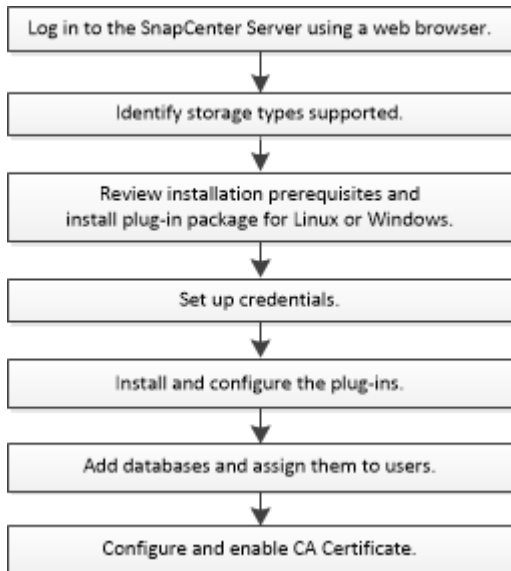 Log in to the SnapCenter Server using a web browser.
Identify storage types supported.
Review installation prerequisites and
install plug-in package for Linux or Windows.
Set up credentials.
Install and configure the plug-ins.
Add databases and assign them to users.
Configure and enable CA Certificate.